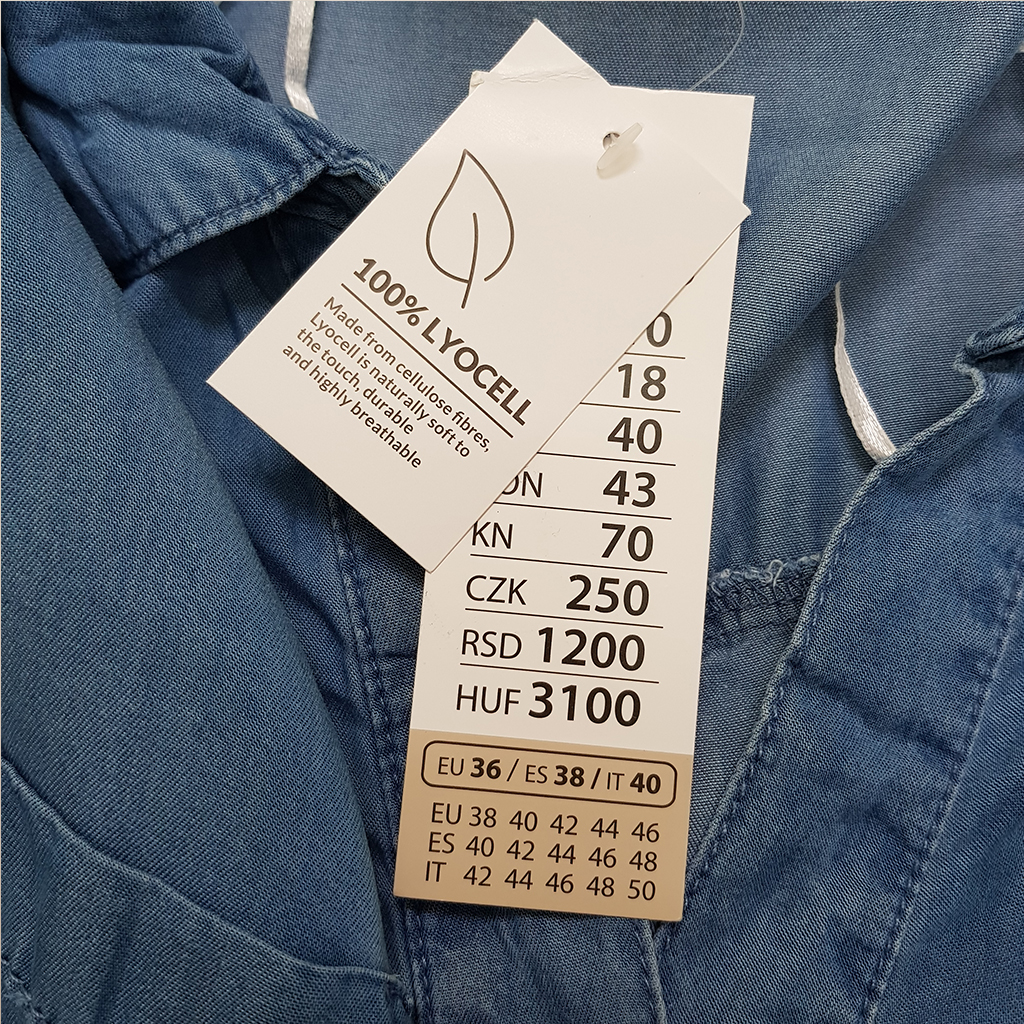 100% LYOCELL
Made from cellulose fibres,
Lyocell is naturally soft to
the touch, durable
and highly breathable
18
40
43
KN 70
CZK 250
RSD 1200
HUF 3100
EU 36 / ES 38 / IT 40
EU 38 40 42 44 46
ES 40 42 44 46 48
IT 42 44 46 48 50